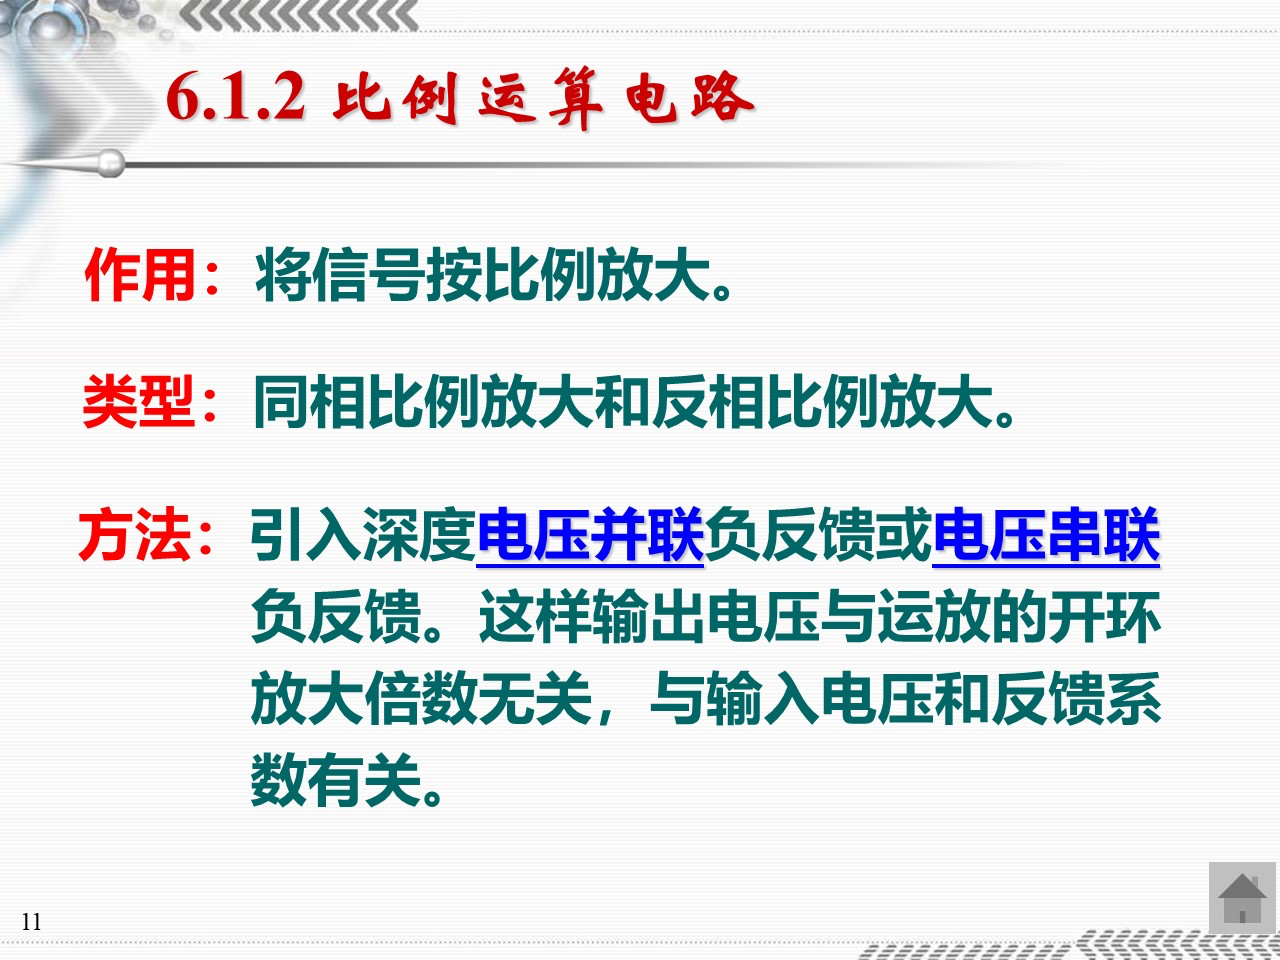 6.1.2 比例运算电路
作用：将信号按比例放大。
类型：同相比例放大和反相比例放大。
方法：引入深度电压并联负反馈或电压串联
负反馈。这样输出电压与运放的开环
放大倍数无关，与输入电压和反馈系
数有关。
11